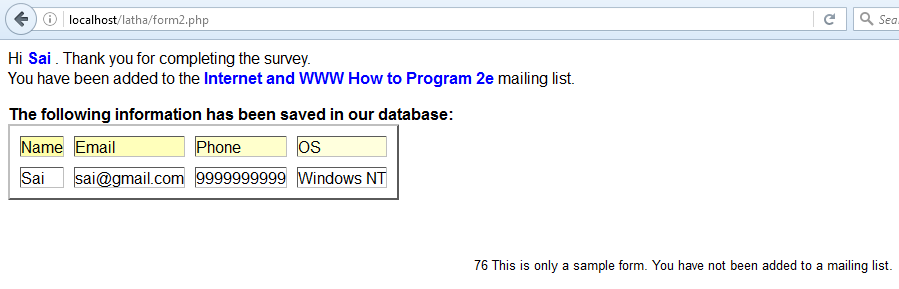 localhost/latha/form2.php
Hi Sai . Thank you for completing the survey.
You have been added to the Internet and WWW How to Program 2e mailing list.
The following information has been saved in our database:
Name Email Phone OS
Sai sai@gmail.com 9999999999 Windows NT
76 This is only a sample form. You have not been added to a mailing list.